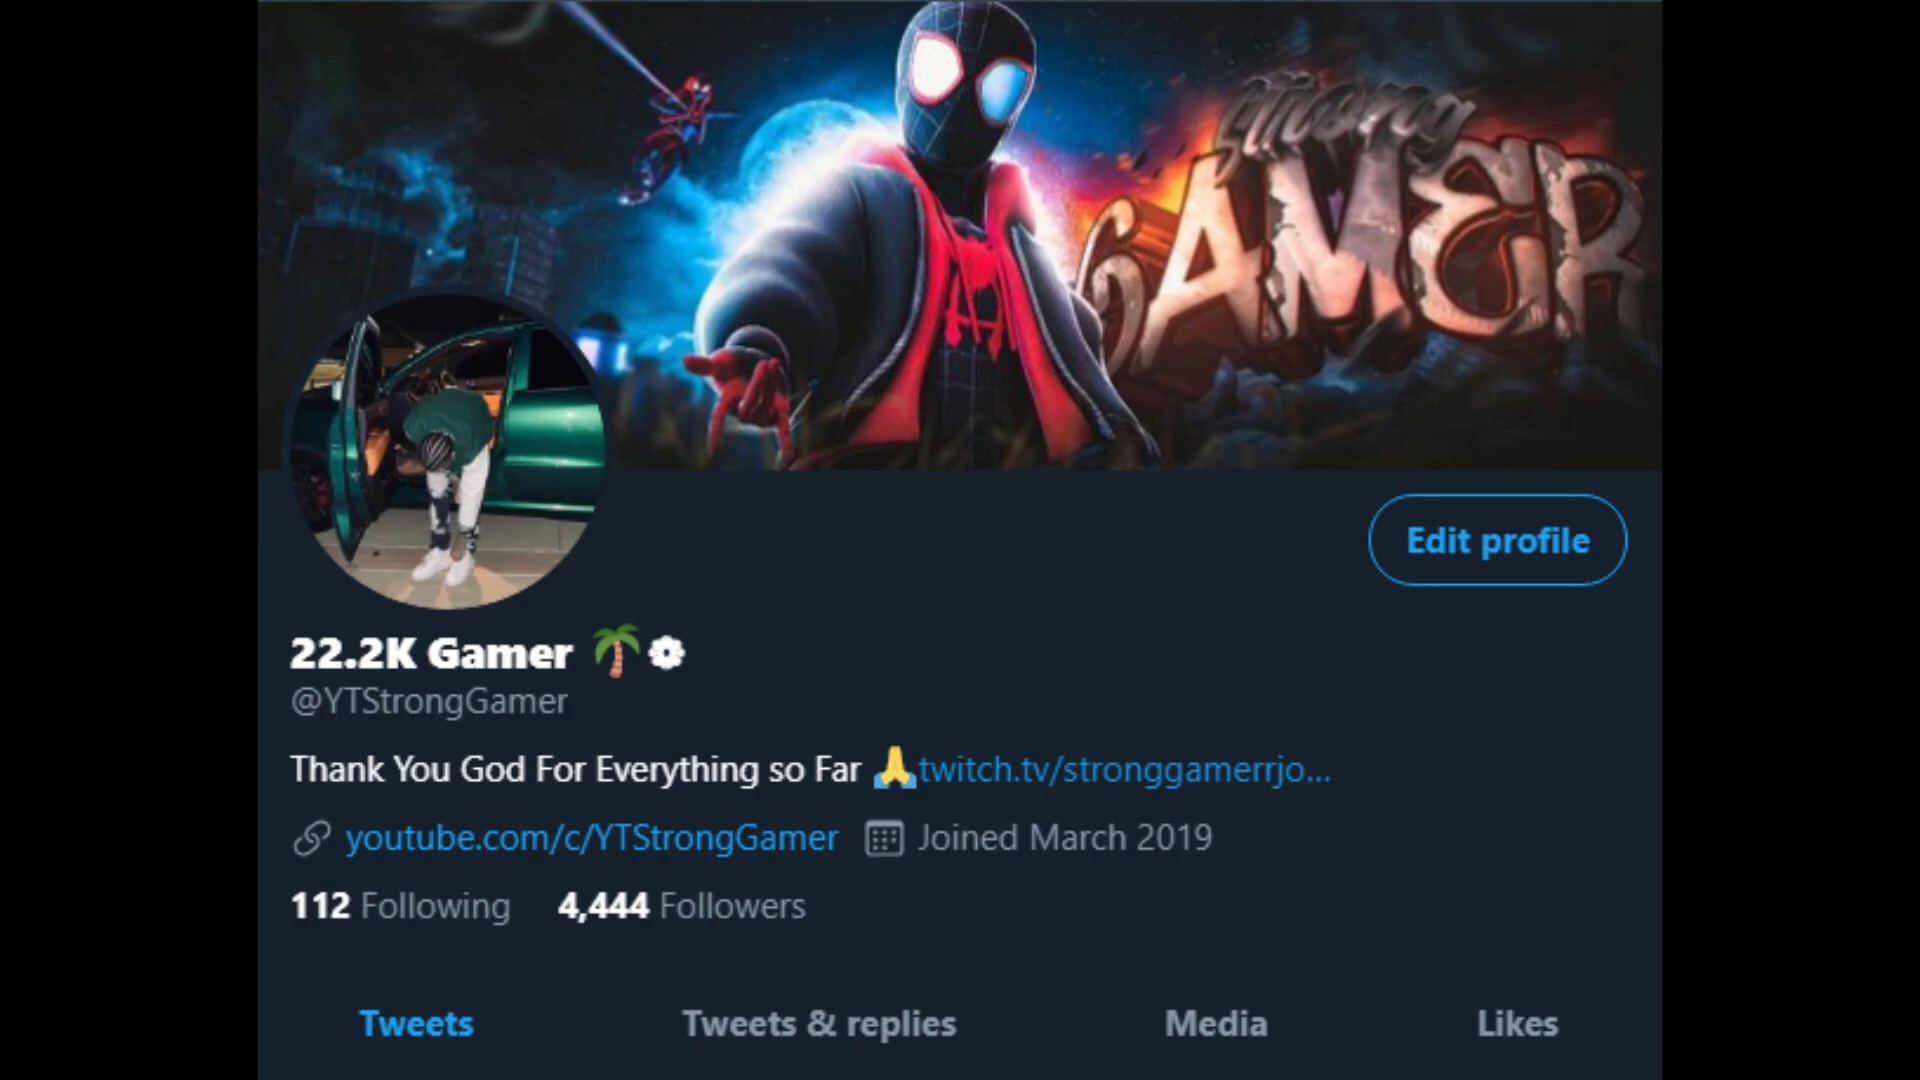 Strong
GAMER
Edit profile
22.2K Gamer 🌴
@YTStrongGamer
Thank You God For Everything so Far 🙏twitch.tv/stronggamerrjo...
youtube.com/c/YTStrongGamer Joined March 2019
112 Following 4,444 Followers
Tweets Tweets & replies Media Likes